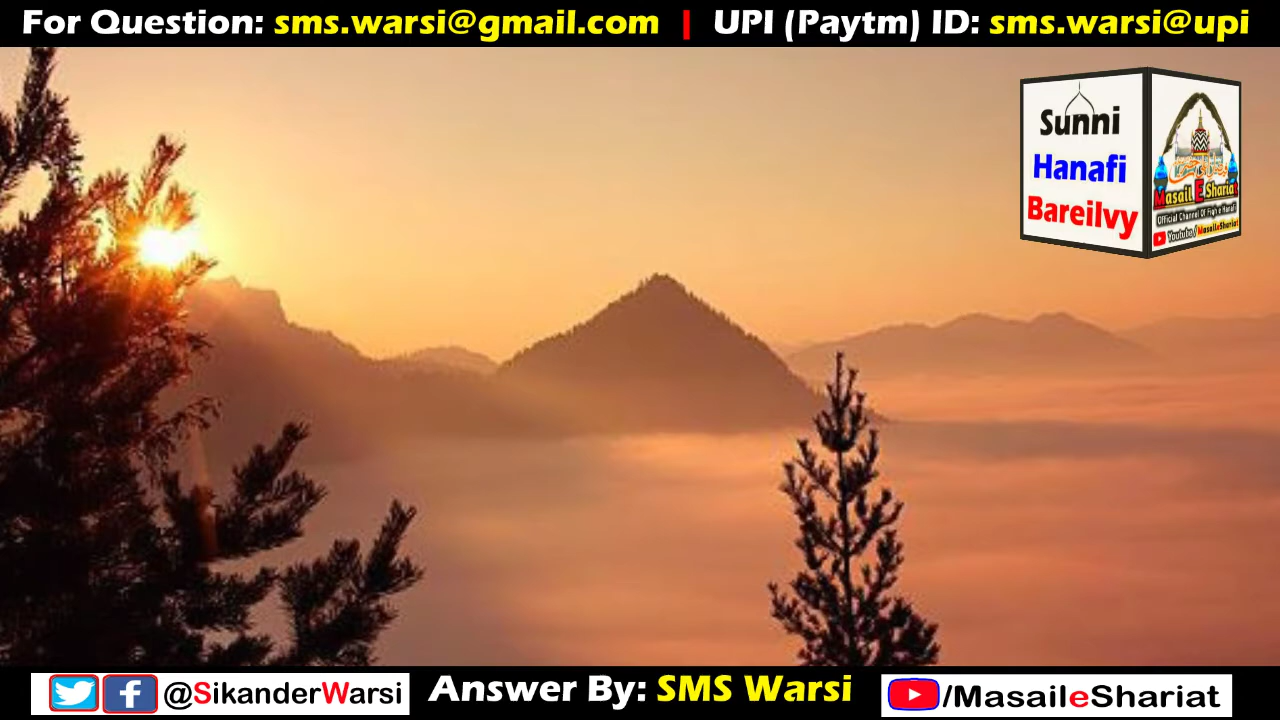 For Question: sms.warsi@gmail.com | UPI (Paytm) ID: sms.warsi@upi
Sunni
Hanafi
Bareilvy
Masail E Shariat
Official Channel Of Fiqh e Hanafi
Youtube/MasaileShariat
@SikanderWarsi
Answer By: SMS Warsi
/MasaileShariat